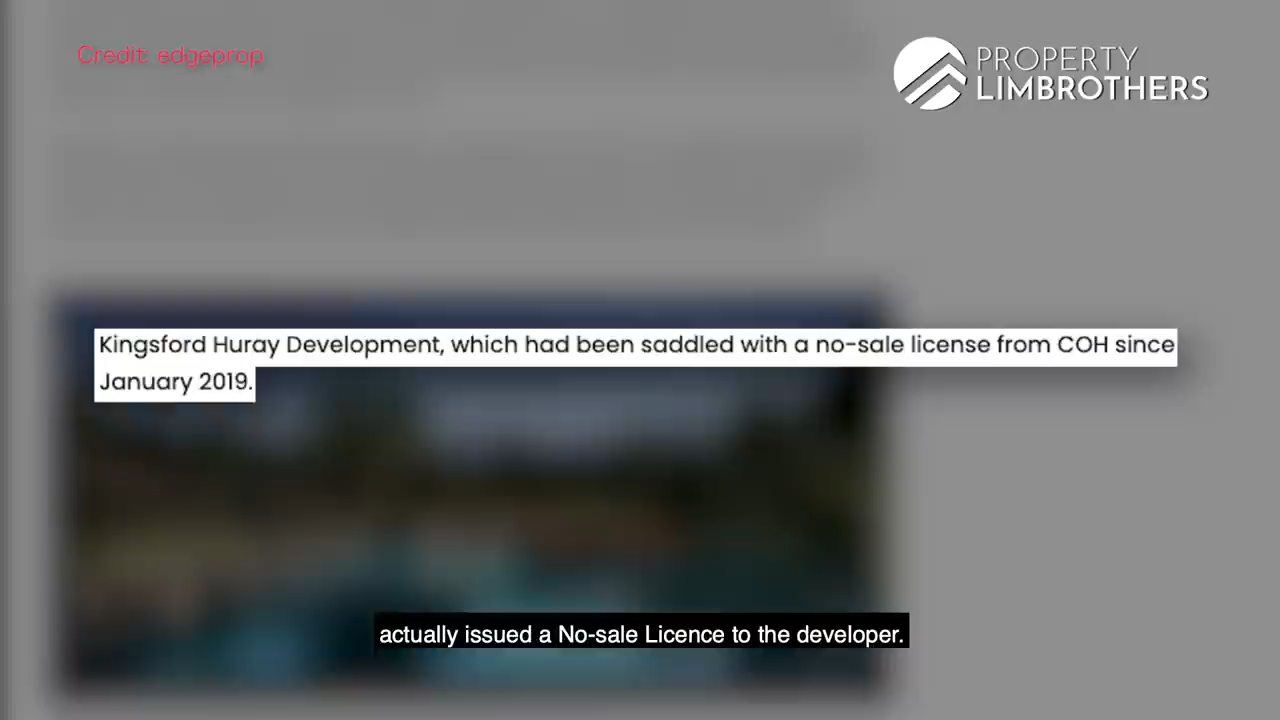 Credit: edgeprop
PROPERTY
LIMBROTHERS
Kingsford Huray Development, which had been saddled with a no-sale license from COH since
January 2019.
actually issued a No-sale Licence to the developer.